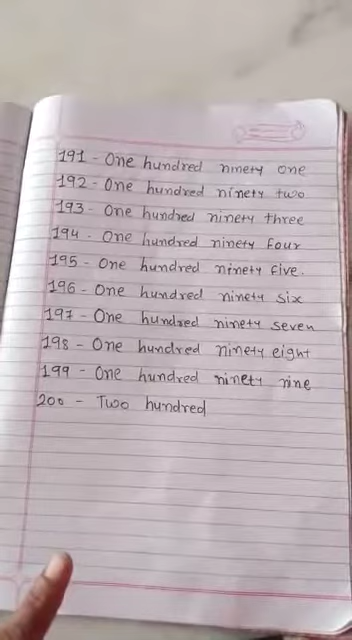 191 - One hundred ninety one
192 - One hundred ninety two
193 - One hundred ninety three
194 - One hundred ninety four
195 - One hundred ninety five.
196 - One hundred ninety six
197 - One hundred ninety seven
198 - One hundred ninety eight
199 - One hundred ninety nine
200 - Two hundred